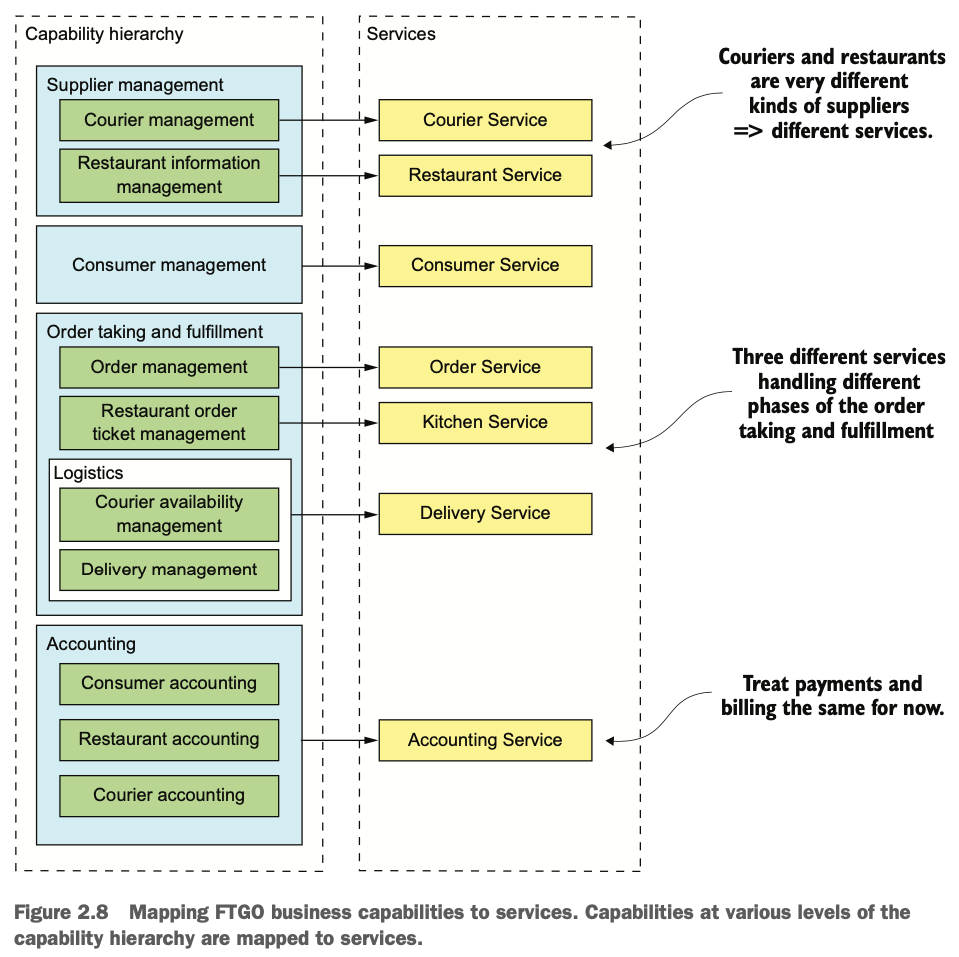 Capability hierarchy
Services
Supplier management
Courier management
Courier Service
Restaurant information
management
Restaurant Service
Couriers and restaurants
are very different
kinds of suppliers
=> different services.
Consumer management
Consumer Service
Order taking and fulfillment
Order management
Order Service
Restaurant order
ticket management
Kitchen Service
Three different services
handling different
phases of the order
taking and fulfillment
Logistics
Courier availability
management
Delivery management
Delivery Service
Accounting
Consumer accounting
Restaurant accounting
Courier accounting
Accounting Service
Treat payments and
billing the same for now.
Figure 2.8 Mapping FTGO business capabilities to services. Capabilities at various levels of the
capability hierarchy are mapped to services.